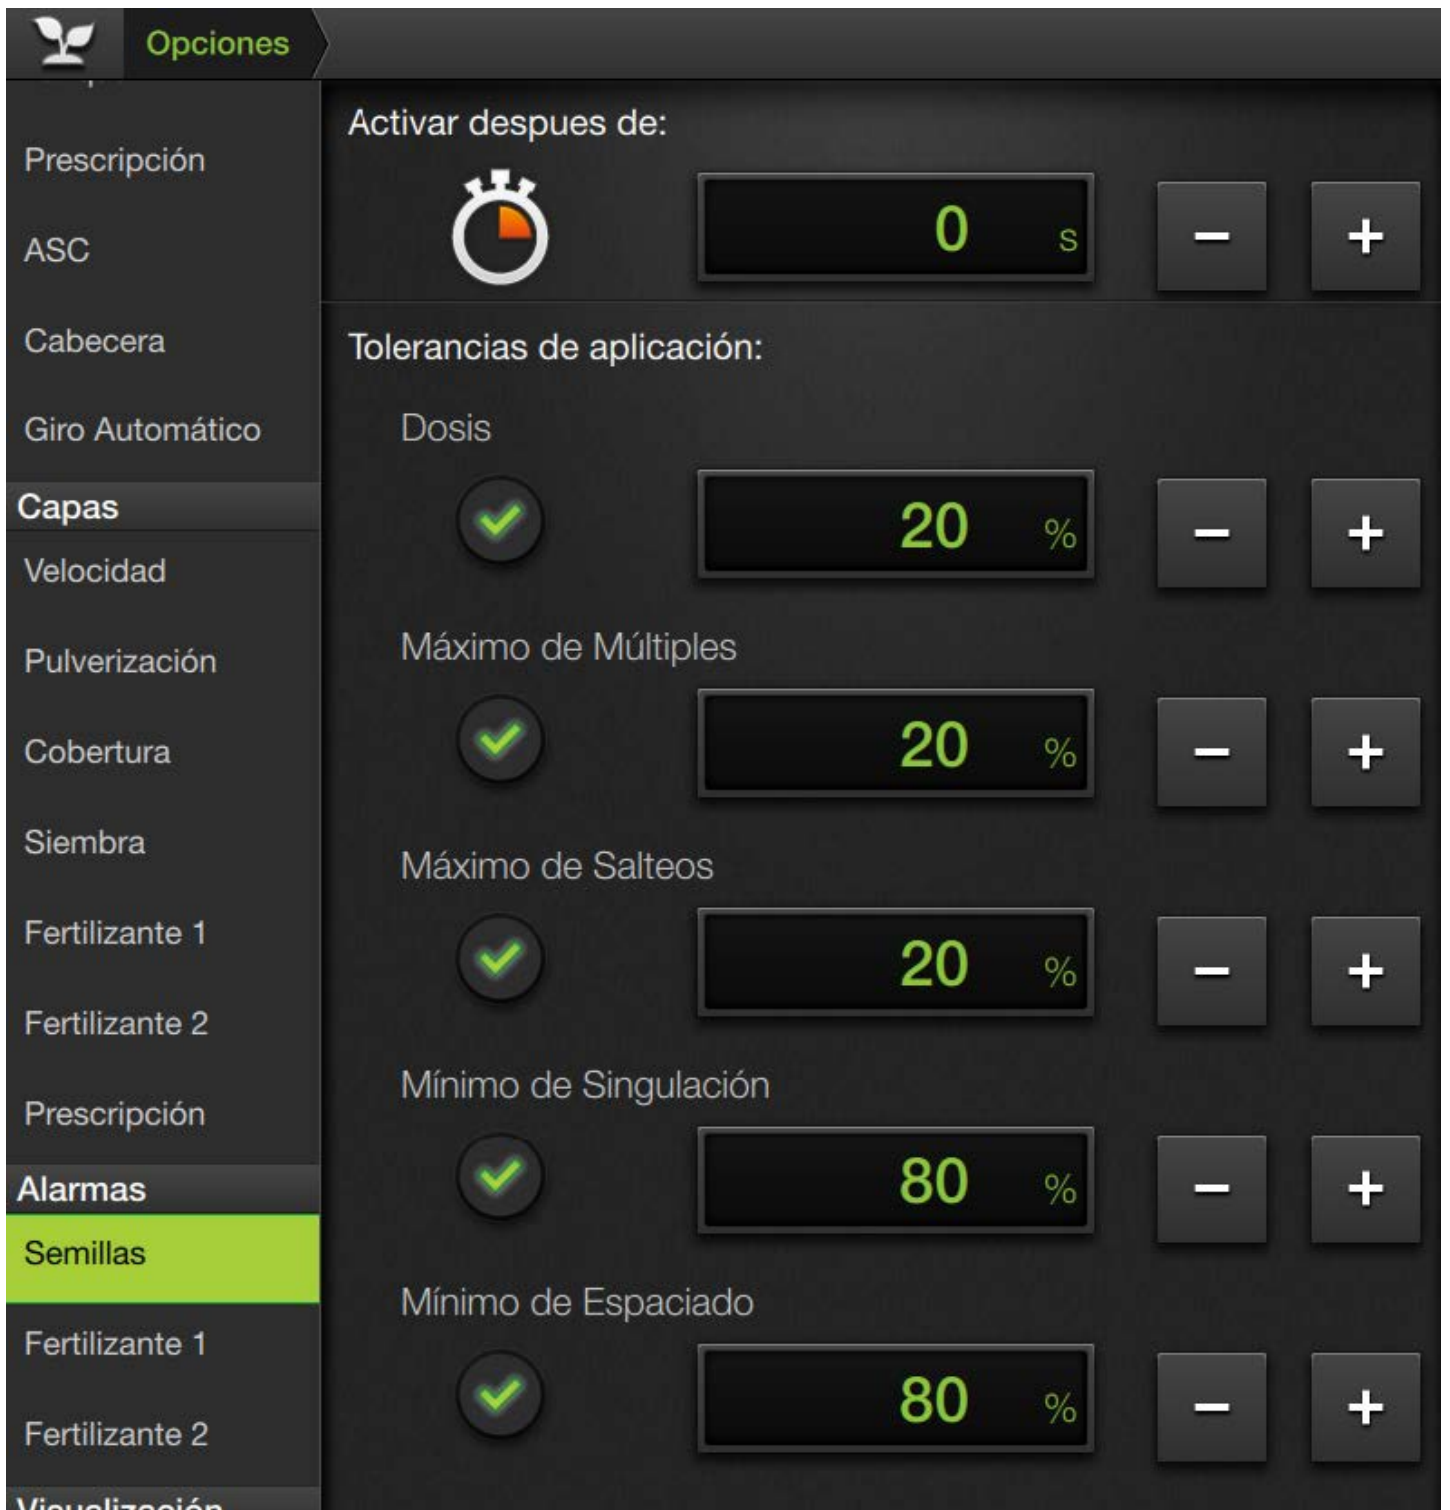 Opciones
Prescripción
ASC
Cabecera
Giro Automático
Capas
Velocidad
Pulverización
Cobertura
Siembra
Fertilizante 1
Fertilizante 2
Prescripción
Alarmas
Semillas
Fertilizante 1
Fertilizante 2
Visualización
Activar despues de:
0 s
Tolerancias de aplicación:
Dosis
20 %
Máximo de Múltiples
20 %
Máximo de Salteos
20 %
Mínimo de Singulación
80 %
Mínimo de Espaciado
80 %